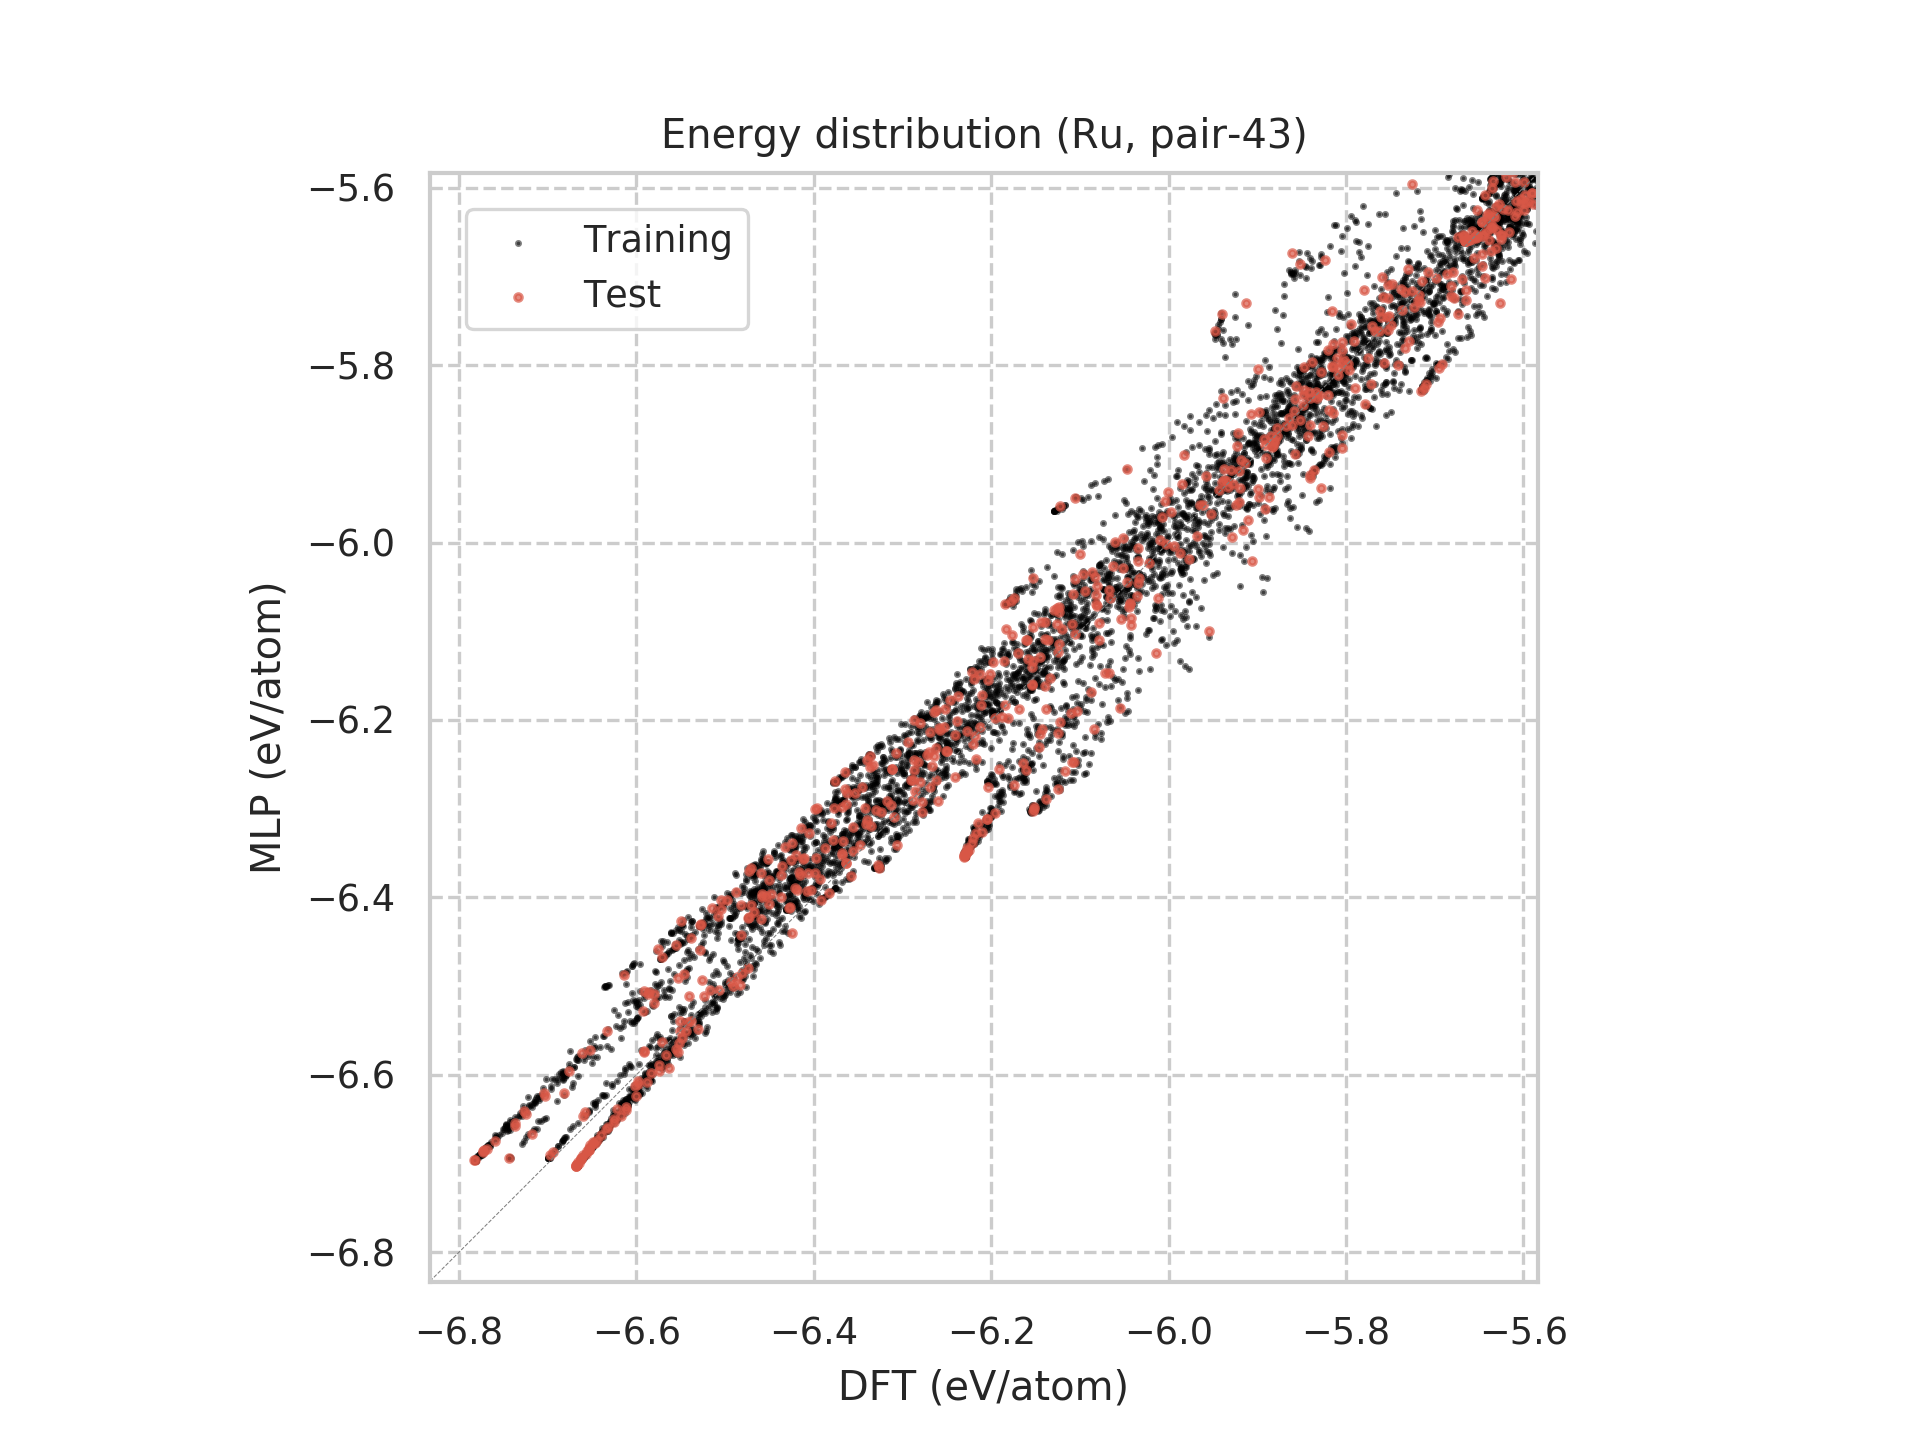 Energy distribution (Ru, pair-43)
Training
Test
−5.6
−5.8
−6.0
−6.2
−6.4
−6.6
−6.8
MLP (eV/atom)
−6.8 −6.6 −6.4 −6.2 −6.0 −5.8 −5.6
DFT (eV/atom)